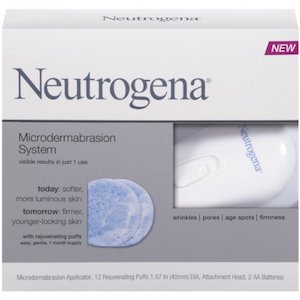 NEW
Neutrogena®
Microdermabrasion
System
visible results in just 1 use
today: softer,
more luminous skin
tomorrow: firmer,
younger-looking skin
with rejuvenating puffs
easy, gentle, 1 month supply
Neutrogena
wrinkles | pores | age spots | firmness
Microdermabrasion Applicator, 12 Rejuvenating Puffs 1.57 In (40mm) DIA, Attachment Head, 2 AA Batteries